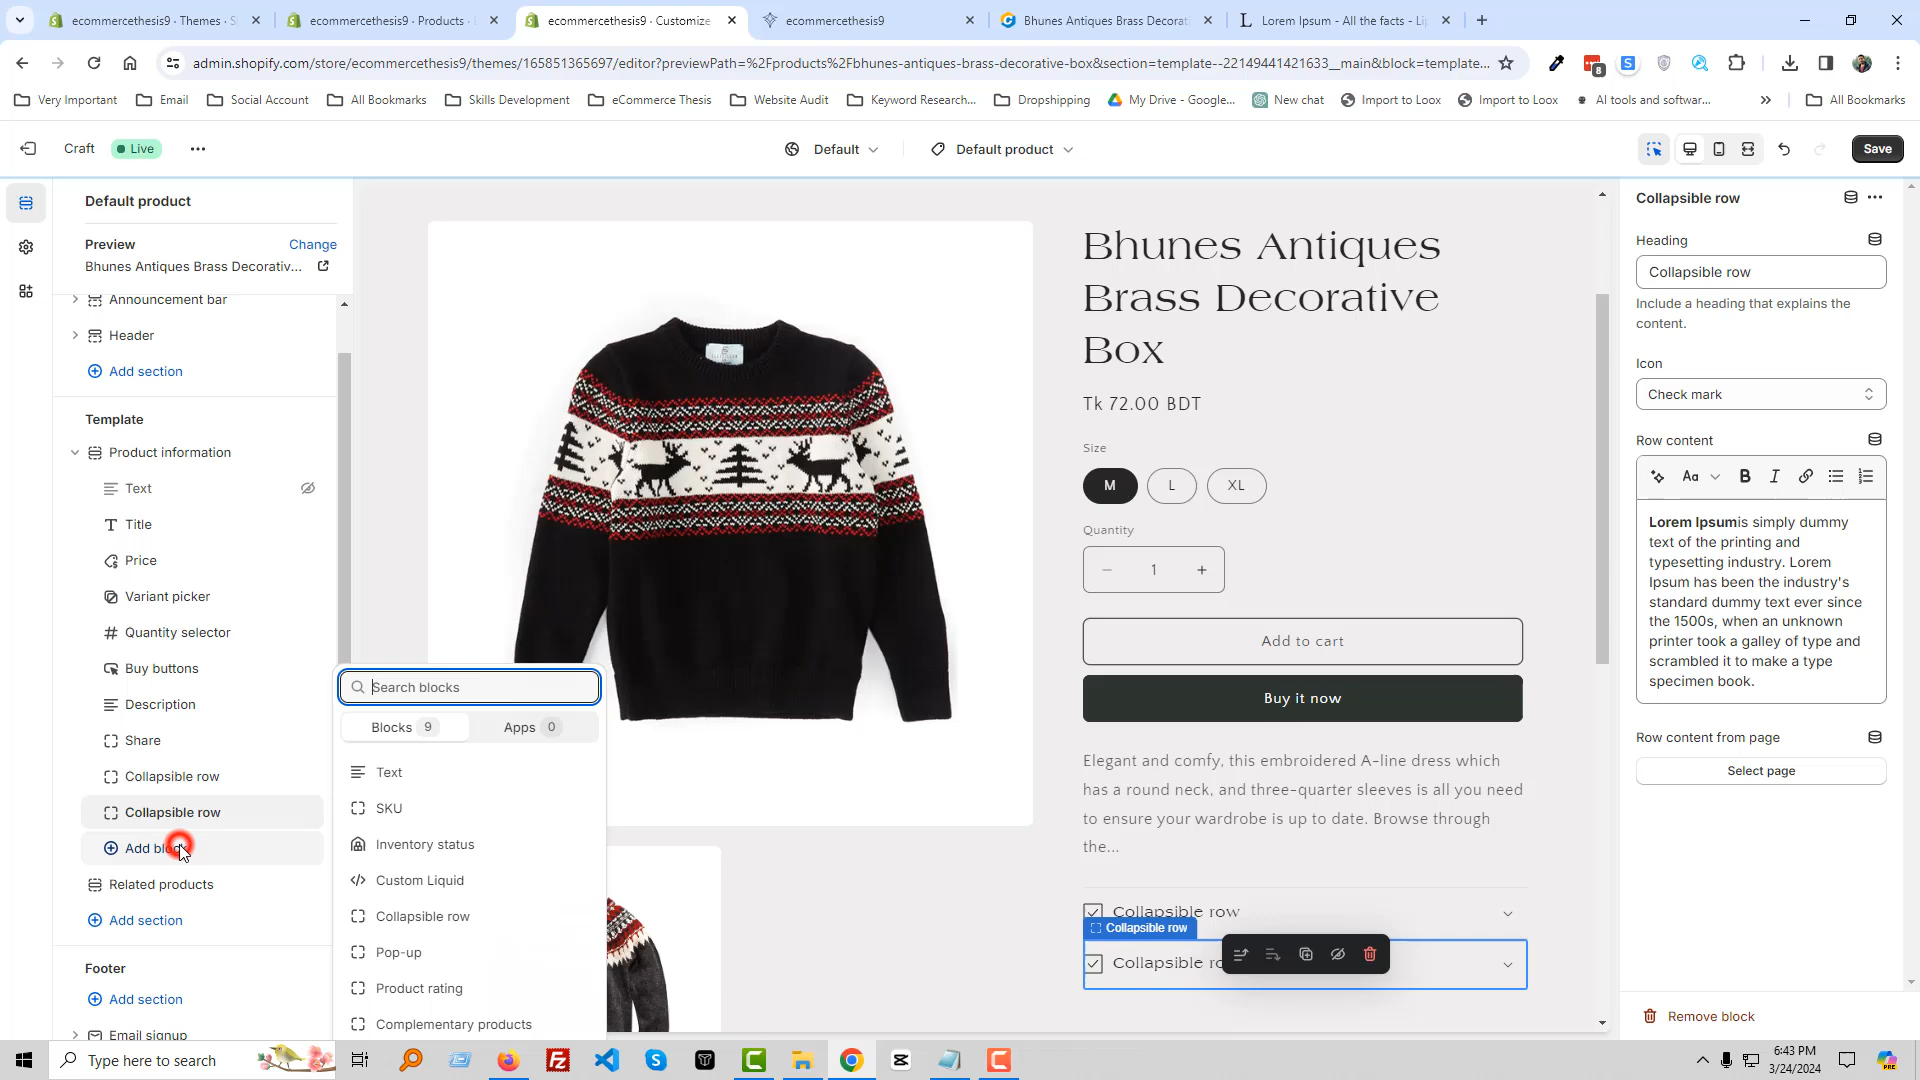 ecommercethesis9 · Themes · S
ecommercethesis9 · Products ·
ecommercethesis9 · Customize
ecommercethesis9
Bhunes Antiques Brass Decorati
Lorem Ipsum - All the facts - Li
admin.shopify.com/store/ecommercethesis9/themes/165851365697/editor?previewPath=%2Fproducts%2Fbhunes-antiques-brass-decorative-box&section=template--22149441421633__main&block=template...
8
Very Important
Email
Social Account
All Bookmarks
Skills Development
eCommerce Thesis
Website Audit
Keyword Research...
Dropshipping
My Drive - Google...
New chat
Import to Loox
Import to Loox
AI tools and softwar...
All Bookmarks
Craft
Live
Default
Default product
Save
Default product
Preview
Change
Bhunes Antiques Brass Decorativ...
Announcement bar
Header
Add section
Template
Product information
Text
Title
Price
Variant picker
Quantity selector
Buy buttons
Description
Share
Collapsible row
Collapsible row
Add block
Related products
Add section
Footer
Add section
Email signup
Search blocks
Blocks 9
Apps 0
Text
SKU
Inventory status
Custom Liquid
Collapsible row
Pop-up
Product rating
Complementary products
Bhunes Antiques
Brass Decorative
Box
Tk 72.00 BDT
Size
M
L
XL
Quantity
1
Add to cart
Buy it now
Elegant and comfy, this embroidered A-line dress which
has a round neck, and three-quarter sleeves is all you need
to ensure your wardrobe is up to date. Browse through
the...
Collapsible row
Collapsible row
Collapsible ro
Collapsible row
Heading
Collapsible row
Include a heading that explains the
content.
Icon
Check mark
Row content
Aa
B
I
Lorem Ipsumis simply dummy
text of the printing and
typesetting industry. Lorem
Ipsum has been the industry's
standard dummy text ever since
the 1500s, when an unknown
printer took a galley of type and
scrambled it to make a type
specimen book.
Row content from page
Select page
Remove block
Type here to search
6:43 PM
3/24/2024